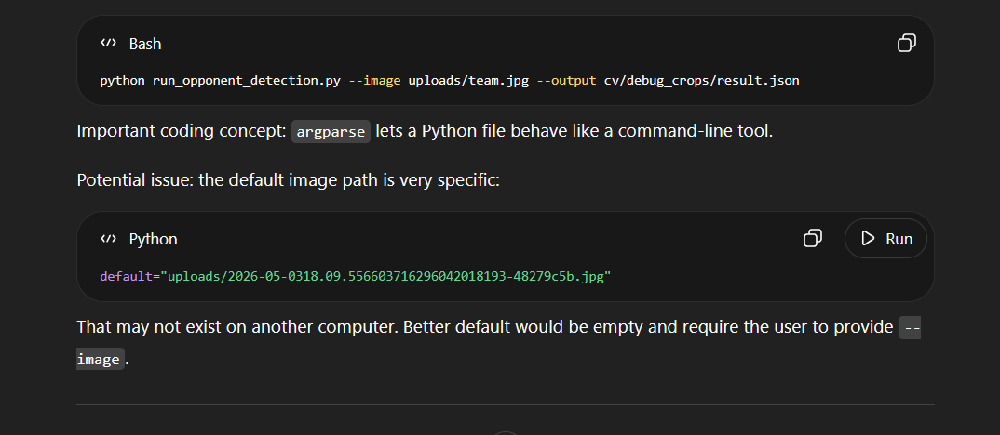 Bash
python run_opponent_detection.py --image uploads/team.jpg --output cv/debug_crops/result.json
Important coding concept: argparse lets a Python file behave like a command-line tool.
Potential issue: the default image path is very specific:
Python
Run
default="uploads/2026-05-0318.09.556603716296042018193-48279c5b.jpg"
That may not exist on another computer. Better default would be empty and require the user to provide --
image.